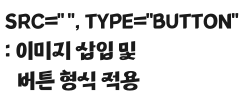 SRC=" ", TYPE="BUTTON"
: 이미지 삽입 및
버튼 형식 적용